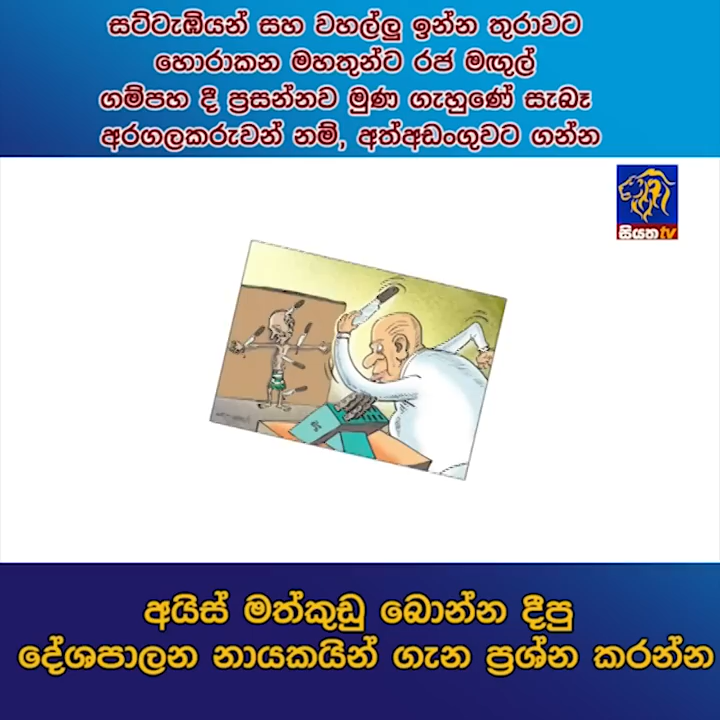 සට්ටැඹියන් සහ වහල්ලු ඉන්න තුරාවට
හොරාකන මහතුන්ට රජ මඟුල්
ගම්පහ දී ප්‍රසන්නව මුණ ගැහුණේ සැබෑ
අරගලකරුවන් නම්, අත්අඩංගුවට ගන්න
සියත tv
අයිස් මත්කුඩු බොන්න දීපු
දේශපාලන නායකයින් ගැන ප්‍රශ්න කරන්න